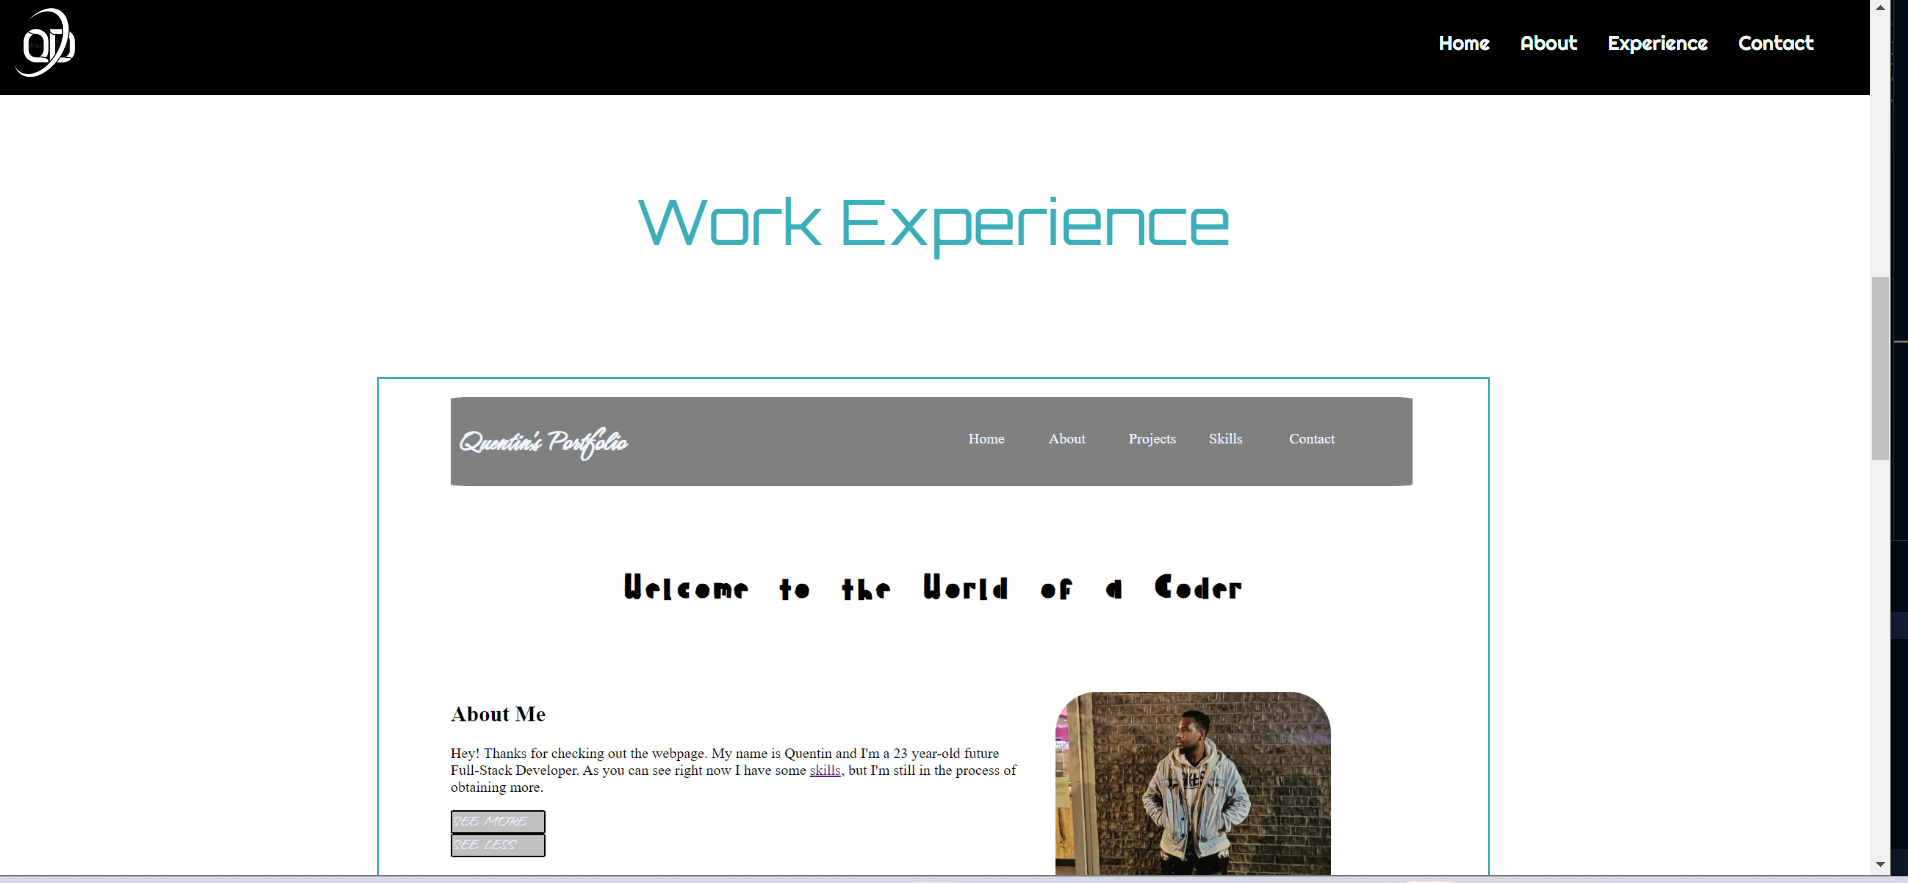 QD
Home About Experience Contact
Work Experience
Quentin's Portfolio
Home About Projects Skills Contact
Welcome to the World of a Coder
About Me
Hey! Thanks for checking out the webpage. My name is Quentin and I'm a 23 year-old future
Full-Stack Developer. As you can see right now I have some skills, but I'm still in the process of
obtaining more.
SEE MORE
SEE LESS